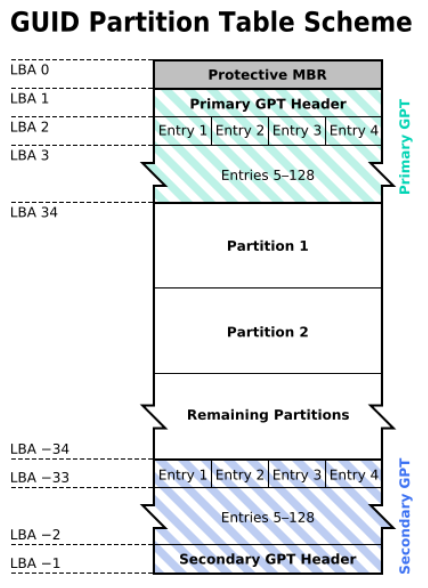 GUID Partition Table Scheme
LBA 0
Protective MBR
LBA 1
Primary GPT Header
LBA 2
Entry 1 Entry 2 Entry 3 Entry 4
LBA 3
Entries 5–128
Primary GPT
LBA 34
Partition 1
Partition 2
Remaining Partitions
LBA −34
LBA −33
Entry 1 Entry 2 Entry 3 Entry 4
Entries 5–128
LBA −2
LBA −1
Secondary GPT Header
Secondary GPT